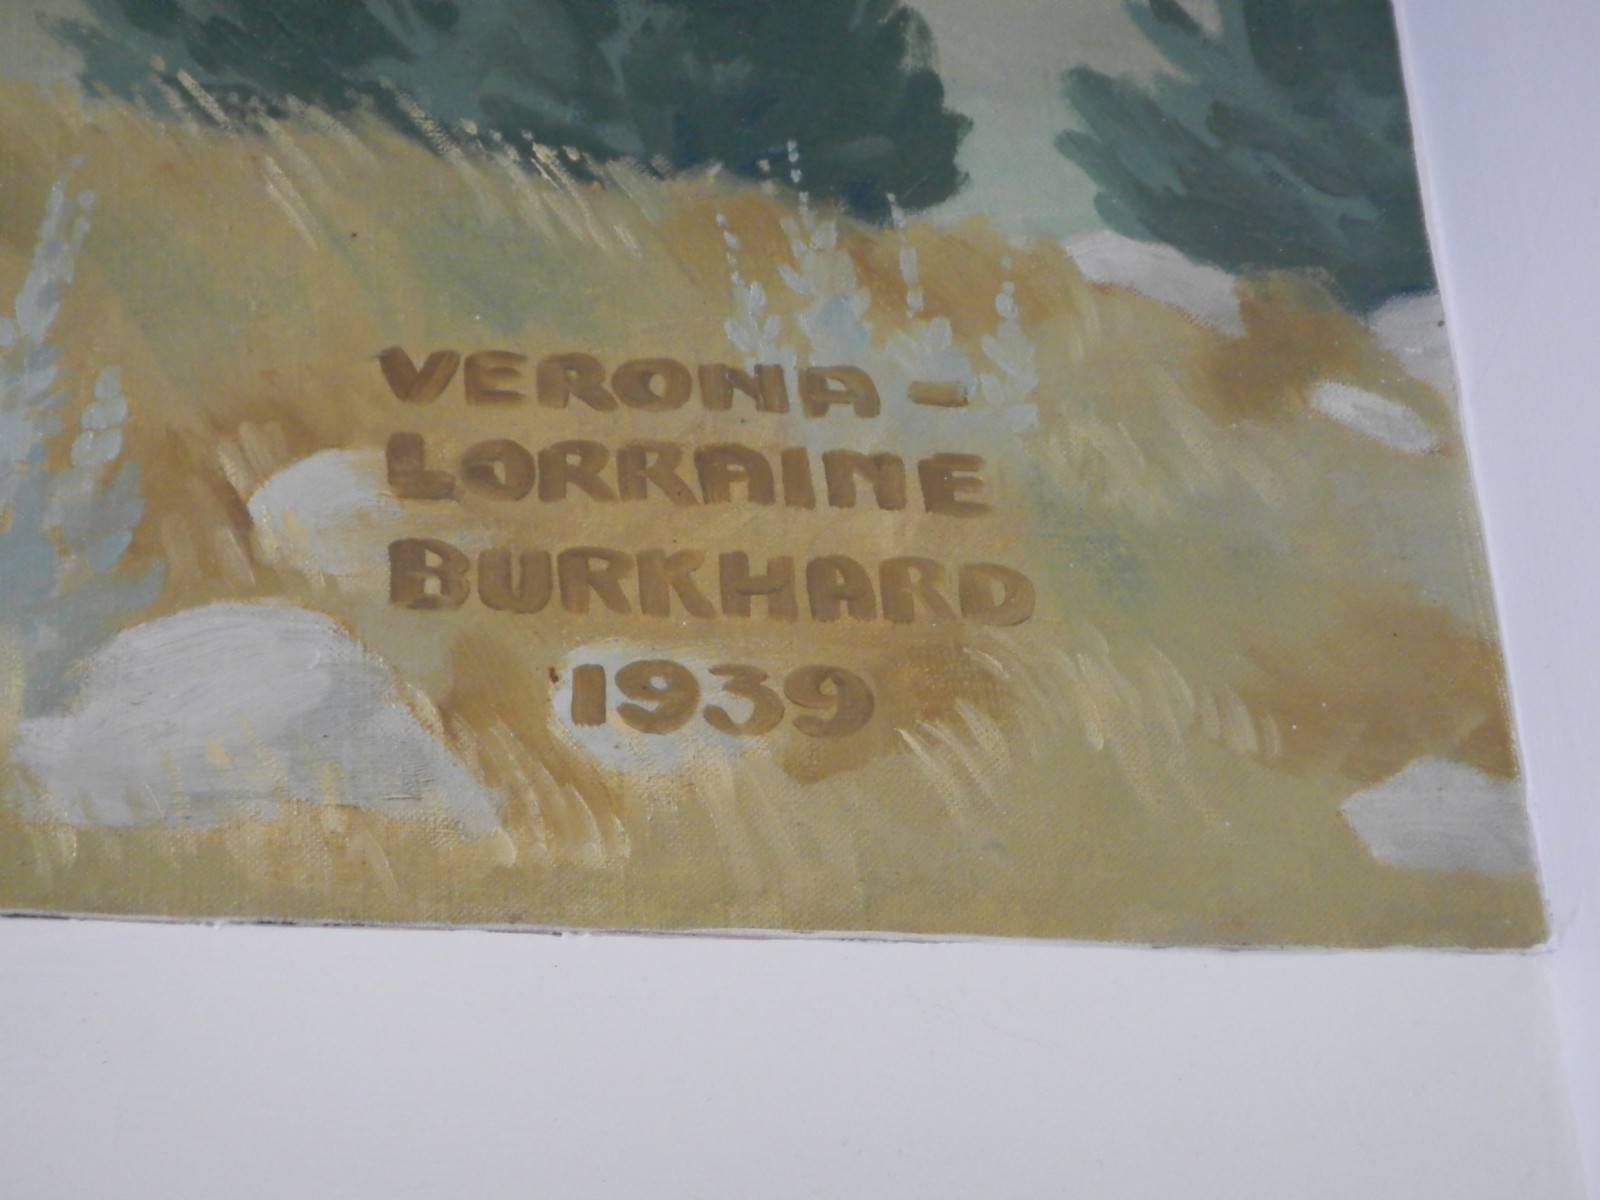 VERONA -
LORRAINE
BURKHARD
1939